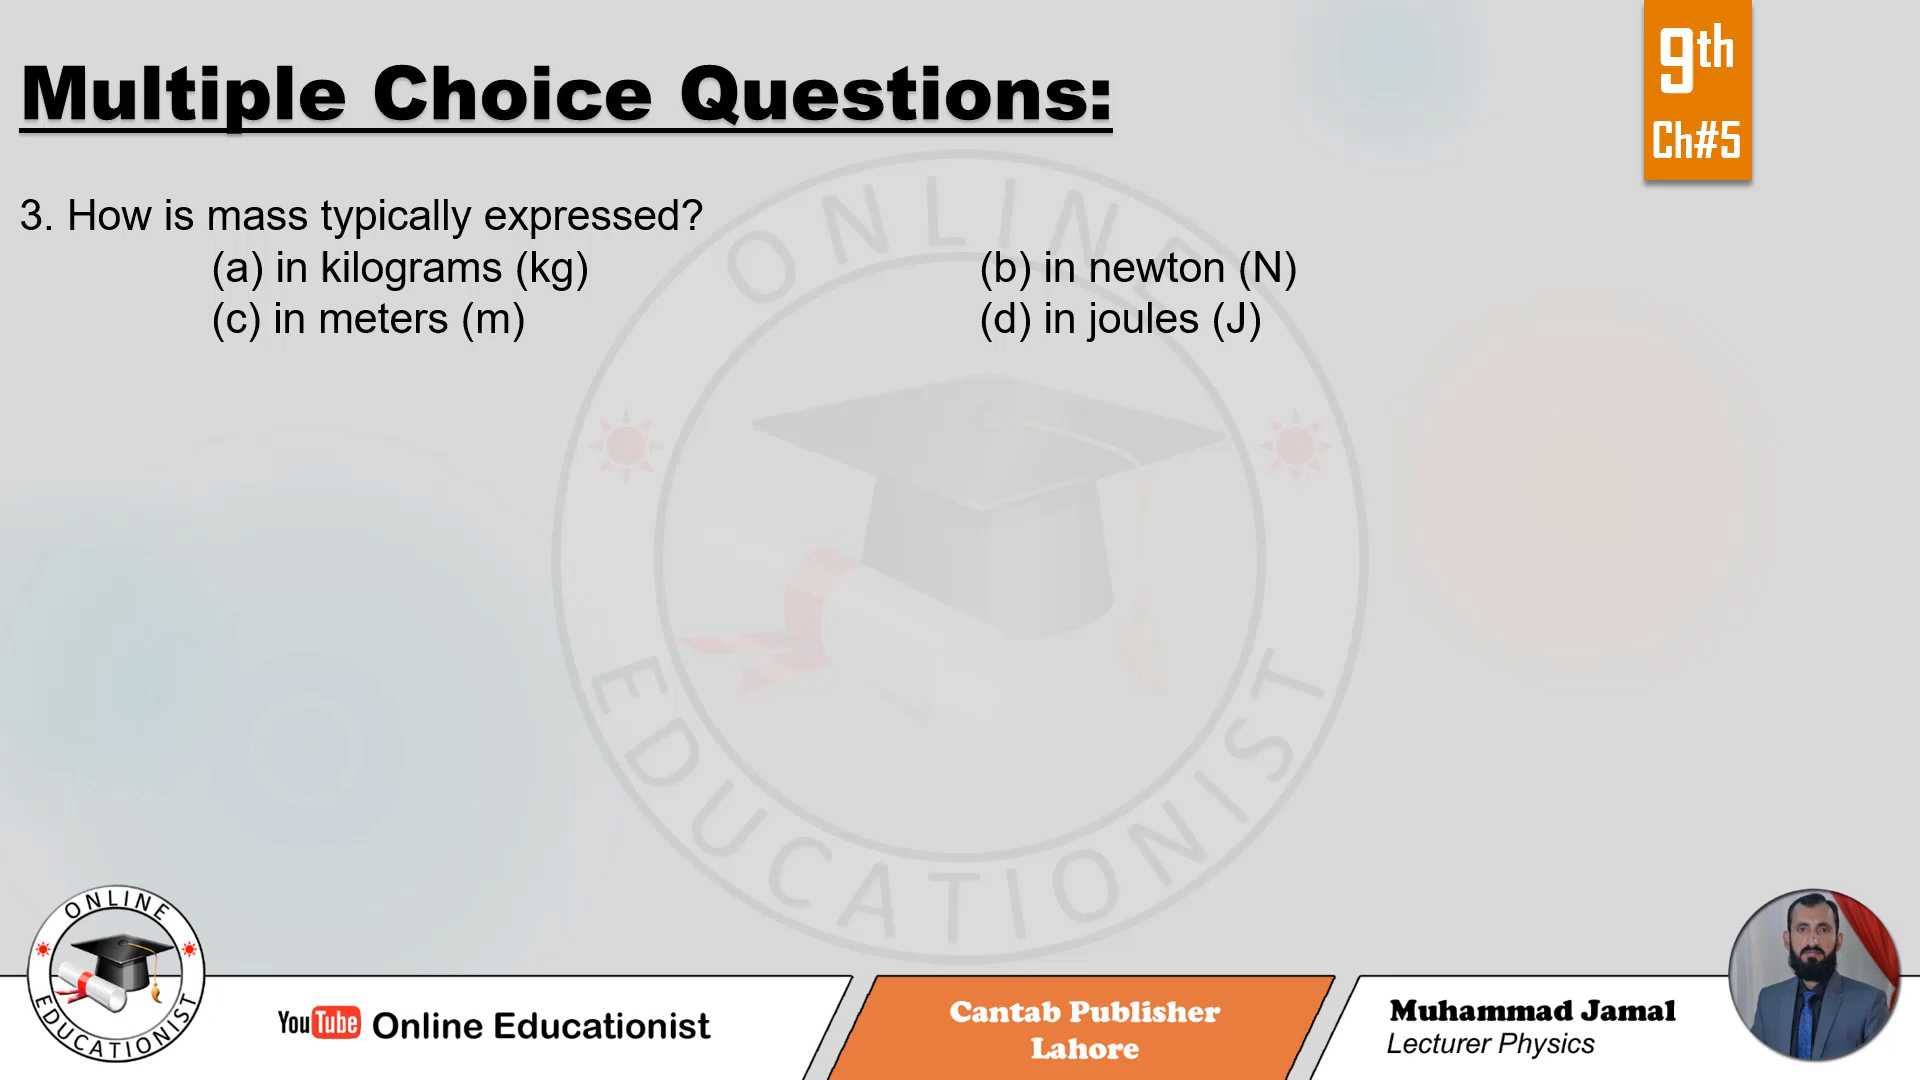 Multiple Choice Questions:
9th
Ch#5
3. How is mass typically expressed?
(a) in kilograms (kg) (b) in newton (N)
(c) in meters (m) (d) in joules (J)
ONLINE
EDUCATIONIST
ONLINE
EDUCATIONIST
YouTube Online Educationist
Cantab Publisher
Lahore
Muhammad Jamal
Lecturer Physics